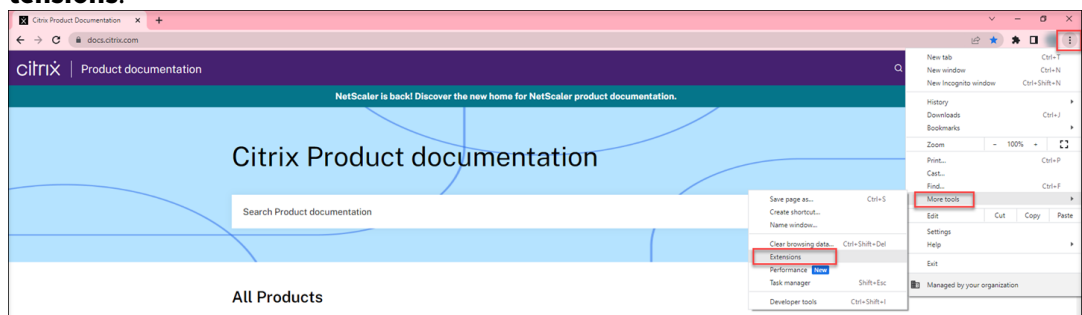 tensions.
Citrix Product Documentation × +
docs.citrix.com
citrix | Product documentation
NetScaler is back! Discover the new home for NetScaler product documentation.
Citrix Product documentation
Search Product documentation
All Products
New tab Ctrl+T
New window Ctrl+N
New Incognito window Ctrl+Shift+N
History
Downloads Ctrl+J
Bookmarks
Zoom - 100% +
Print... Ctrl+P
Cast...
Find... Ctrl+F
More tools
Edit Cut Copy Paste
Settings
Help
Exit
Managed by your organization
Save page as... Ctrl+S
Create shortcut...
Name window...
Clear browsing data... Ctrl+Shift+Del
Extensions
Performance New
Task manager Shift+Esc
Developer tools Ctrl+Shift+I